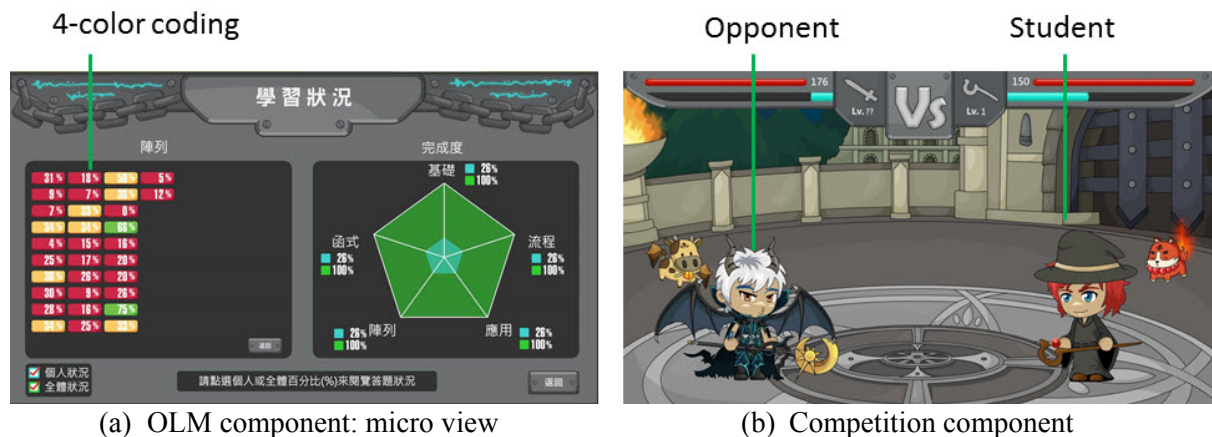 4-color coding
Opponent
Student
學習狀況
陣列
31% 18% 50% 5%
9% 7% 36% 12%
7% 33% 0%
34% 34% 68%
4% 15% 16%
25% 17% 20%
36% 26% 20%
30% 9% 26%
28% 16% 75%
34% 25% 33%
返回
個人狀況
全體狀況
請點選個人或全體百分比(%)來閱覽答題狀況
返回
完成度
基礎
26%
100%
函式
26%
100%
流程
26%
100%
陣列
26%
100%
應用
26%
100%
176
Lv.??
Vs
150
Lv.1
(a) OLM component: micro view
(b) Competition component